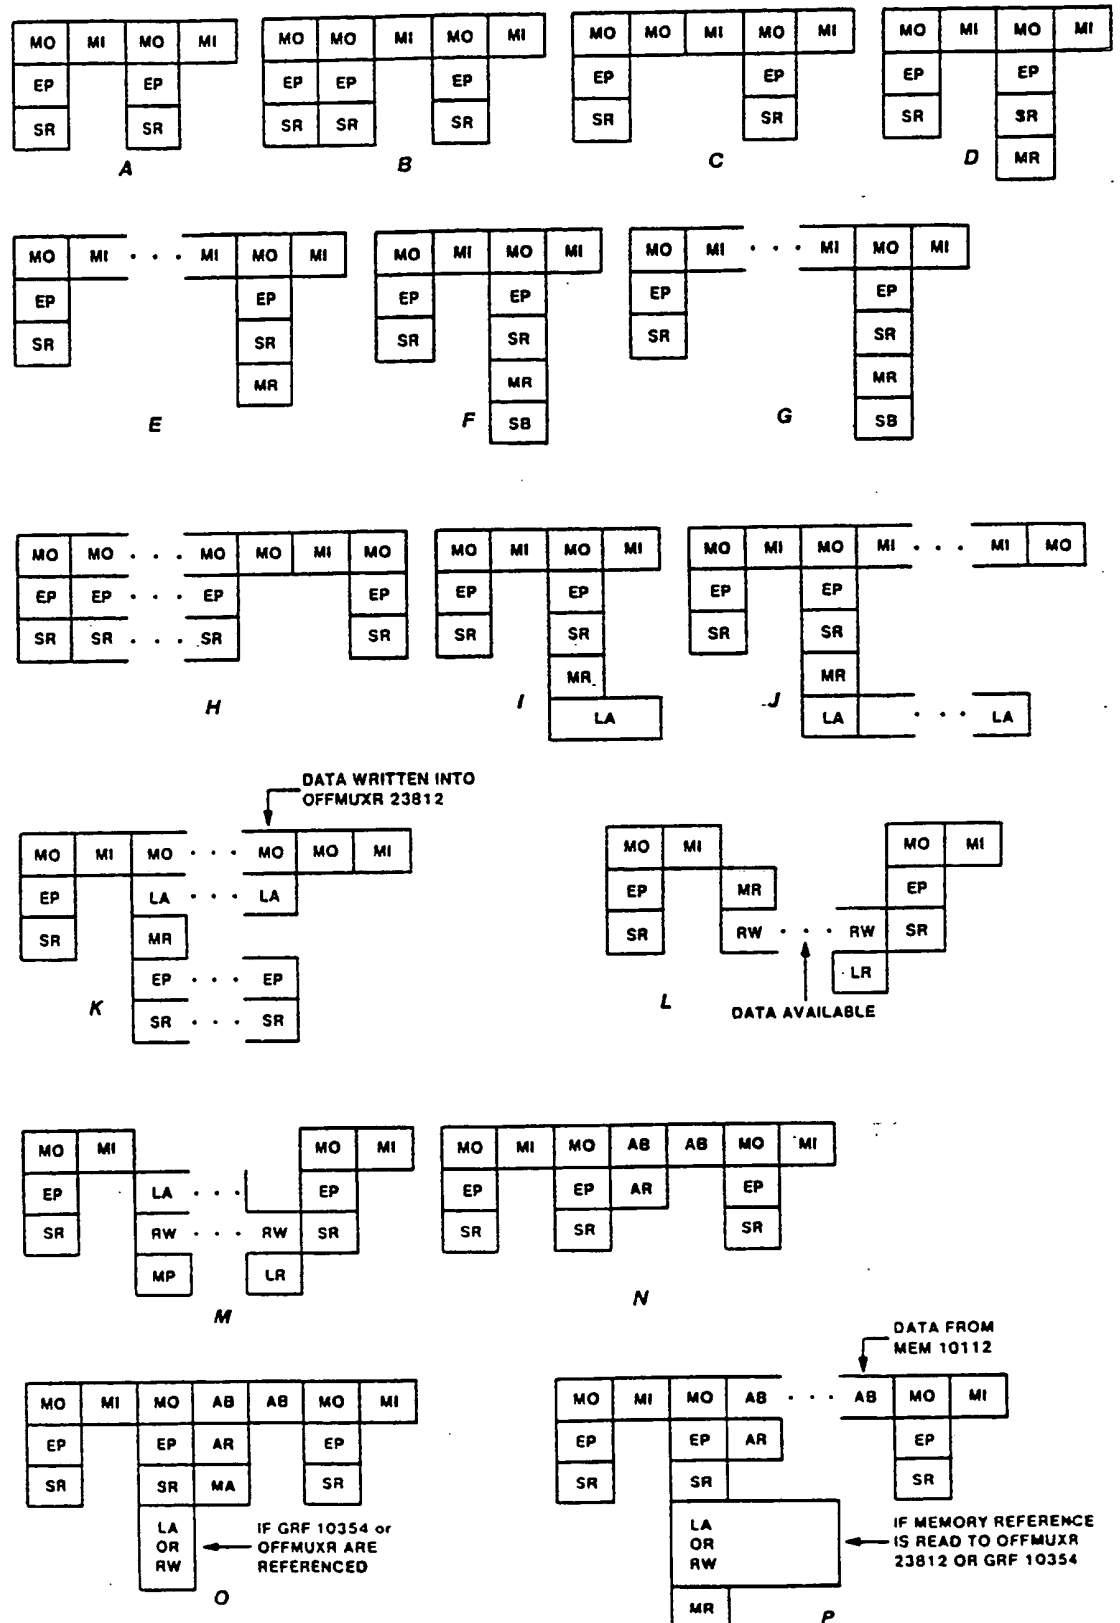 MO MI MO MI
EP EP
SR SR
A
MO MO MI MO MI
EP EP EP
SR SR SR
B
MO MO MI MO MI
EP EP
SR SR
C
MO MI MO MI
EP EP
SR SR
MR
D
MO MI · · · MI MO MI
EP EP
SR SR
MR
E
MO MI MO MI
EP EP
SR SR
MR
SB
F
MO MI · · · MI MO MI
EP EP
SR SR
MR
SB
G
MO MO · · · MO MO MI MO
EP EP · · · EP EP
SR SR · · · SR SR
H
MO MI MO MI
EP EP
SR SR
MR
LA
I
MO MI MO MI · · · MI MO
EP EP
SR SR
MR
LA · · · LA
J
DATA WRITTEN INTO
OFFMUXR 23812
MO MI MO · · · MO MO MI
EP LA · · · LA
SR MR
EP · · · EP
SR · · · SR
K
MO MI MO MI
EP MR EP
SR RW · · · RW SR
LR
L
DATA AVAILABLE
MO MI MO MI
EP LA · · · EP
SR RW · · · RW SR
MP LR
M
MO MI MO AB AB MO MI
EP EP AR EP
SR SR SR
N
MO MI MO AB AB MO MI
EP EP AR EP
SR SR MA SR
LA
OR
RW
IF GRF 10354 or
OFFMUXR ARE
REFERENCED
O
DATA FROM
MEM 10112
MO MI MO AB · · · AB MO MI
EP EP AR EP
SR SR SR
LA
OR
RW
IF MEMORY REFERENCE
IS READ TO OFFMUXR
23812 OR GRF 10354
MR
P